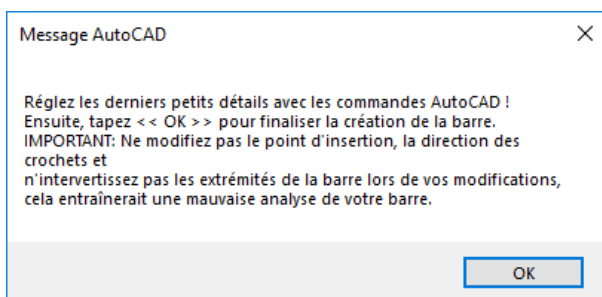 Message AutoCAD
Réglez les derniers petits détails avec les commandes AutoCAD !
Ensuite, tapez << OK >> pour finaliser la création de la barre.
IMPORTANT: Ne modifiez pas le point d'insertion, la direction des
crochets et
n'intervertissez pas les extrémités de la barre lors de vos modifications,
cela entraînerait une mauvaise analyse de votre barre.
OK